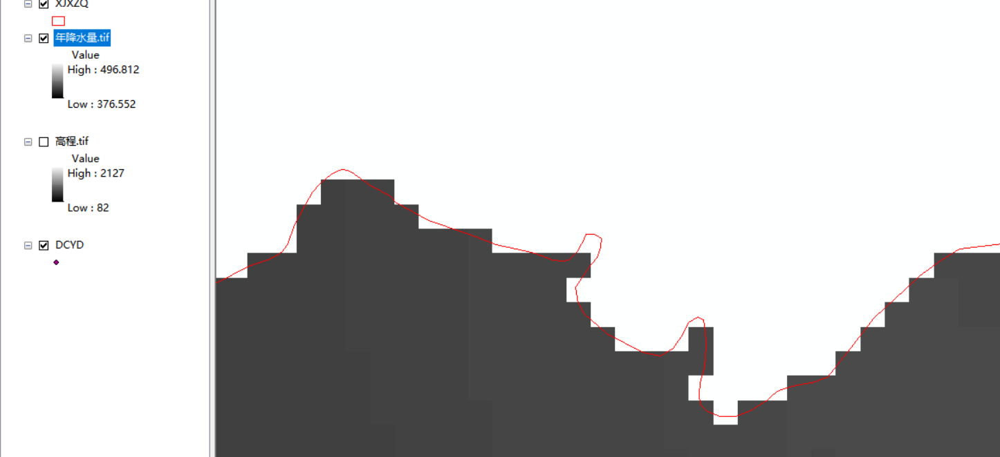 XJXZQ
年降水量.tif
Value
High : 496.812
Low : 376.552
高程.tif
Value
High : 2127
Low : 82
DCYD